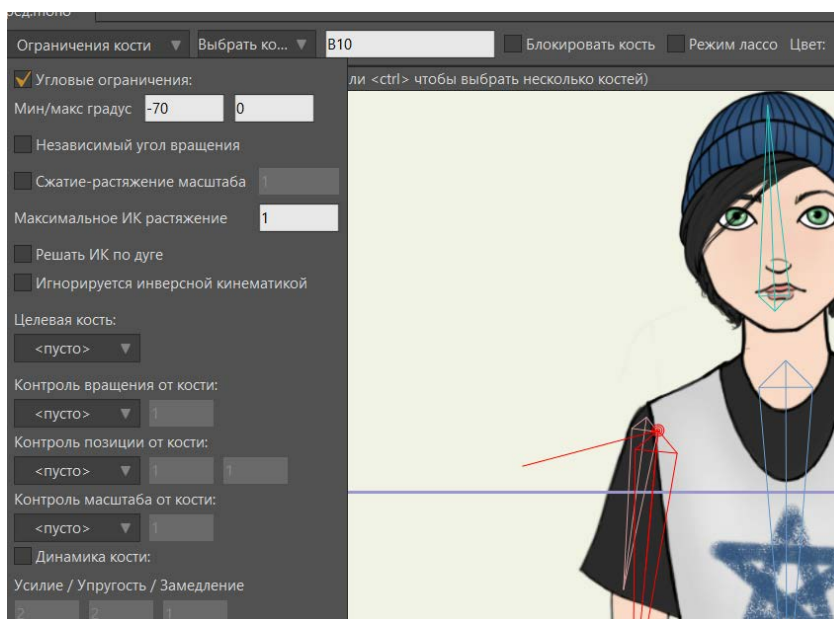 ред.moho
Ограничения кости Выбрать ко... B10 Блокировать кость Режим лассо Цвет:
ли <ctrl> чтобы выбрать несколько костей)
Угловые ограничения:
Мин/макс градус -70 0
Независимый угол вращения
Сжатие-растяжение масштаба 1
Максимальное ИК растяжение 1
Решать ИК по дуге
Игнорируется инверсной кинематикой
Целевая кость:
<пусто>
Контроль вращения от кости:
<пусто> 1
Контроль позиции от кости:
<пусто> 1 1
Контроль масштаба от кости:
<пусто> 1
Динамика кости:
Усилие / Упругость / Замедление
2 2 1